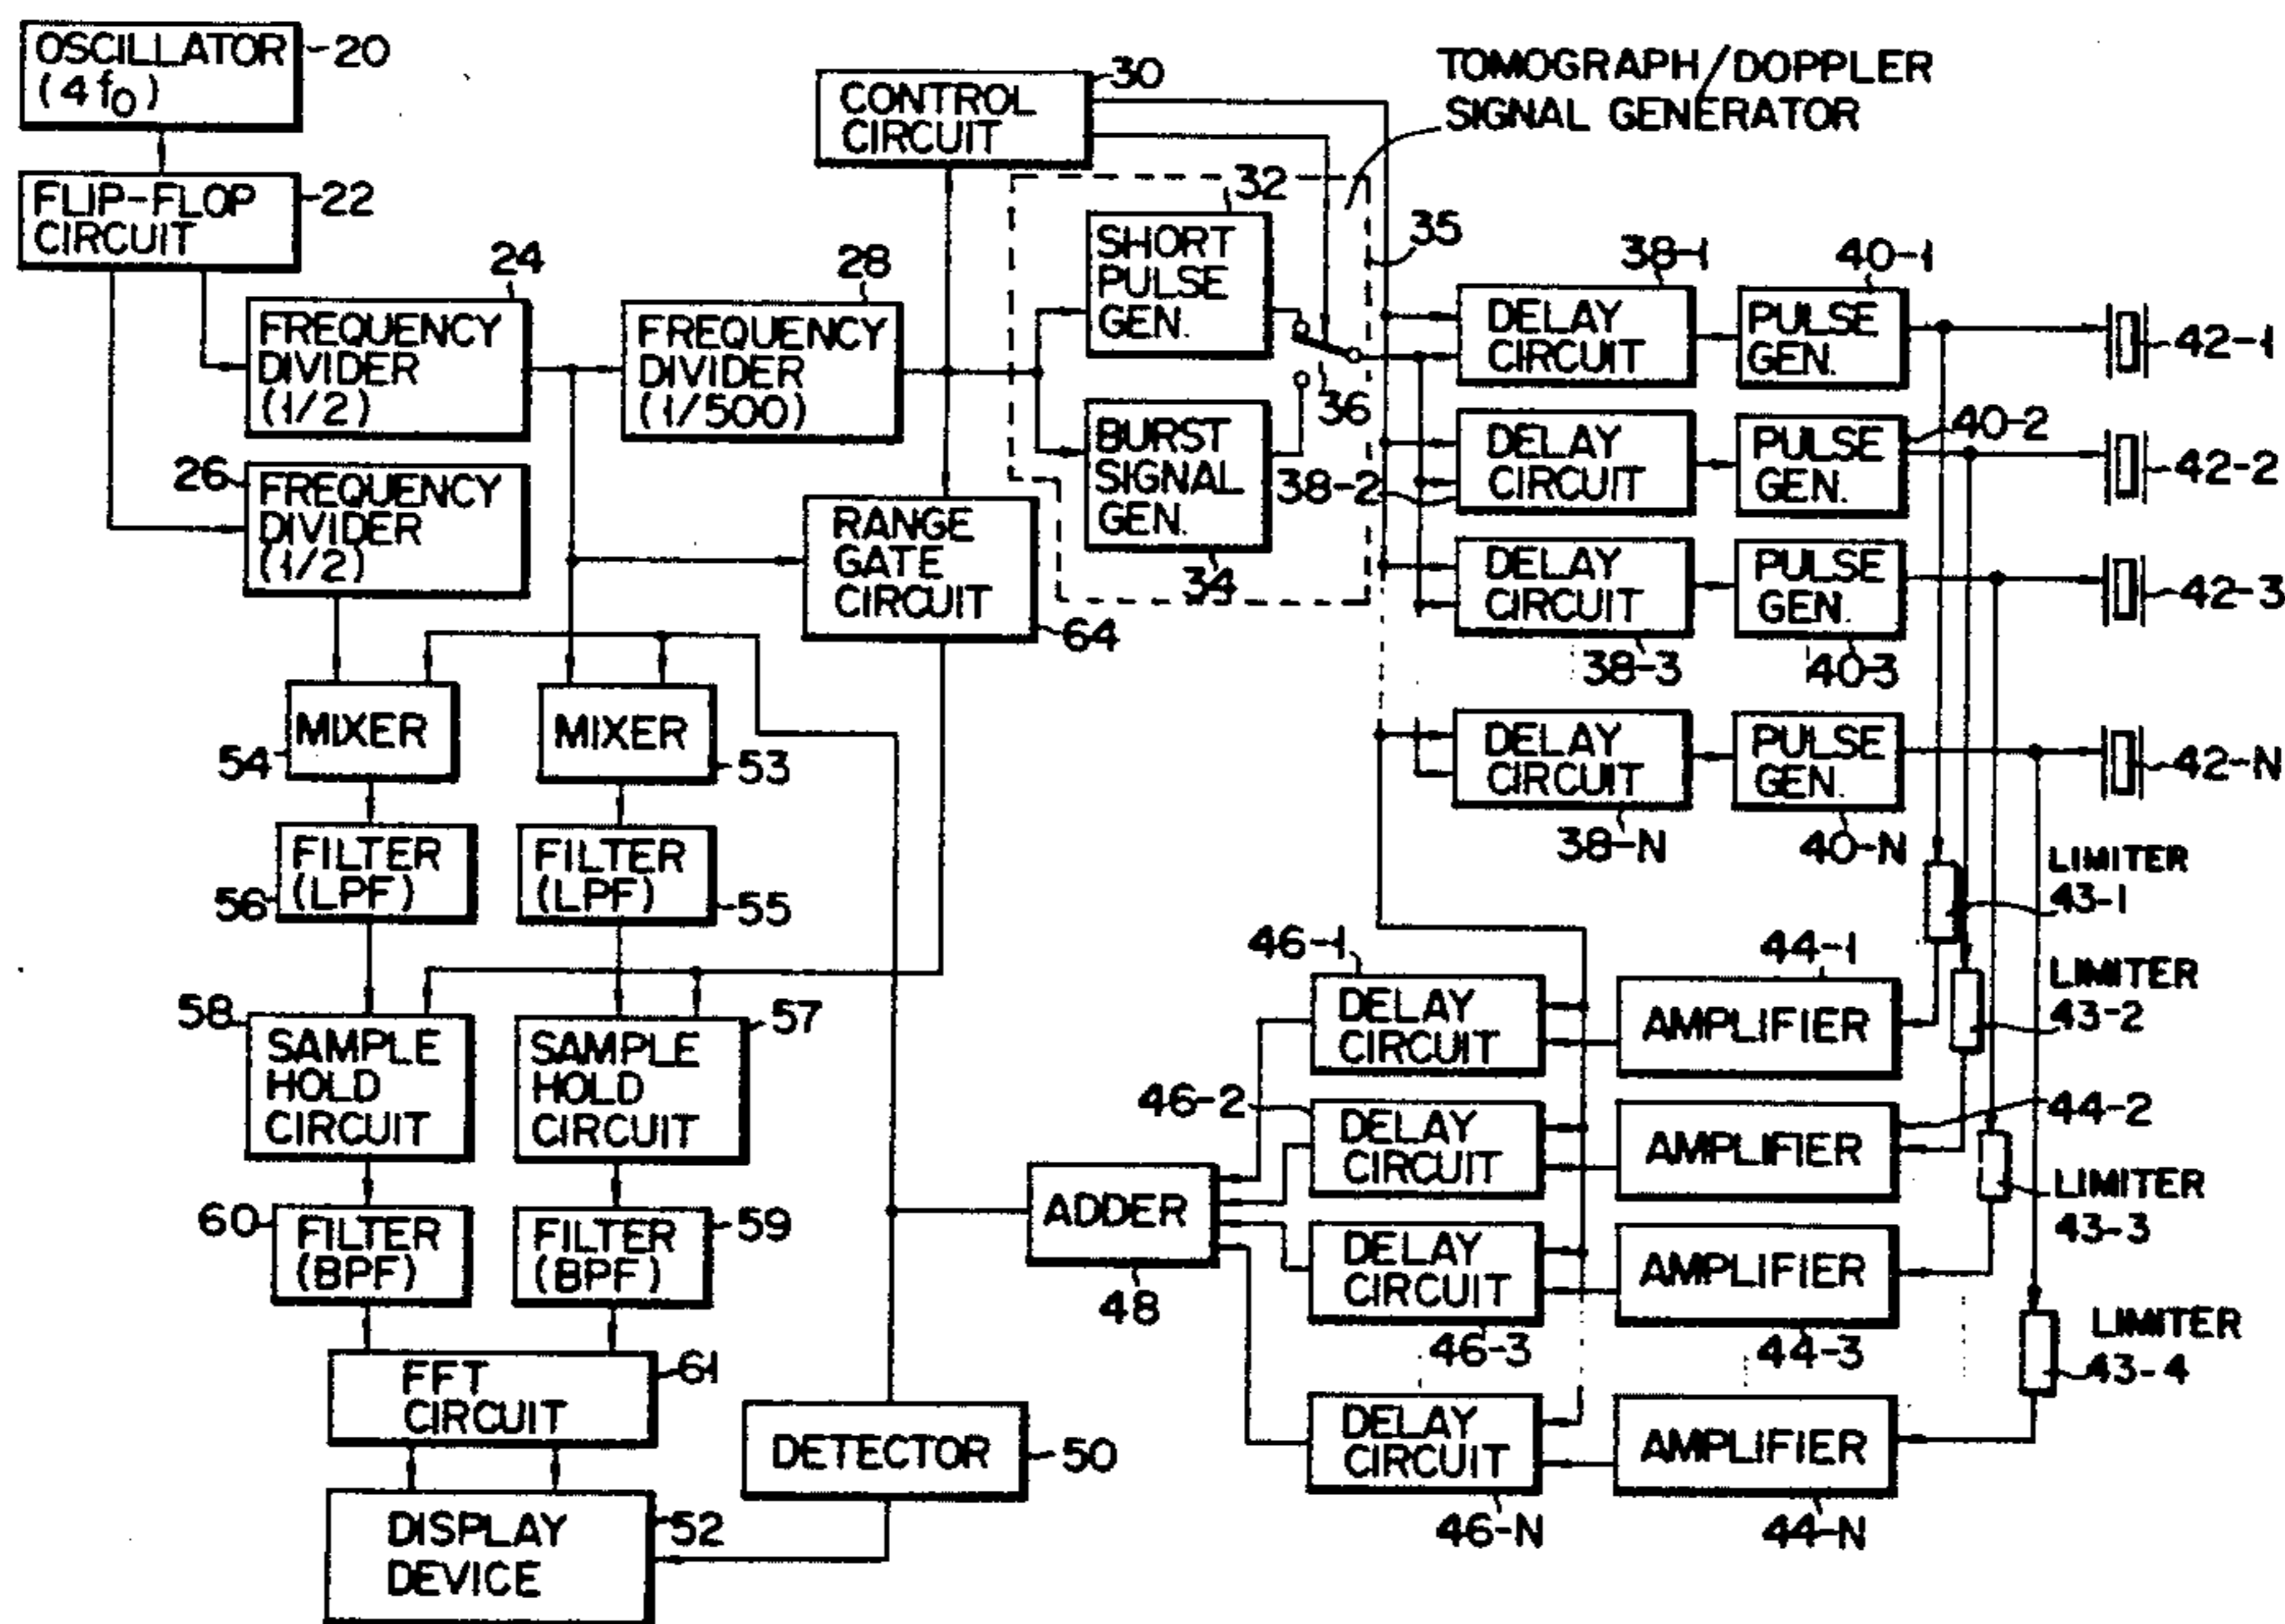 OSCILLATOR
(4fo)
20
FLIP-FLOP
CIRCUIT
22
FREQUENCY
DIVIDER
(1/2)
24
FREQUENCY
DIVIDER
(1/2)
26
FREQUENCY
DIVIDER
(1/500)
28
CONTROL
CIRCUIT
30
TOMOGRAPH/DOPPLER
SIGNAL GENERATOR
35
SHORT
PULSE
GEN.
32
BURST
SIGNAL
GEN.
34
36
RANGE
GATE
CIRCUIT
64
DELAY
CIRCUIT
38-1
PULSE
GEN.
40-1
42-1
DELAY
CIRCUIT
38-2
PULSE
GEN.
40-2
42-2
DELAY
CIRCUIT
38-3
PULSE
GEN.
40-3
42-3
DELAY
CIRCUIT
38-N
PULSE
GEN.
40-N
42-N
LIMITER
43-1
LIMITER
43-2
LIMITER
43-3
LIMITER
43-4
MIXER
54
MIXER
53
FILTER
(LPF)
56
FILTER
(LPF)
55
SAMPLE
HOLD
CIRCUIT
58
SAMPLE
HOLD
CIRCUIT
57
FILTER
(BPF)
60
FILTER
(BPF)
59
FFT
CIRCUIT
61
DISPLAY
DEVICE
52
DETECTOR
50
ADDER
48
DELAY
CIRCUIT
46-1
AMPLIFIER
44-1
DELAY
CIRCUIT
46-2
AMPLIFIER
44-2
DELAY
CIRCUIT
46-3
AMPLIFIER
44-3
DELAY
CIRCUIT
46-N
AMPLIFIER
44-N